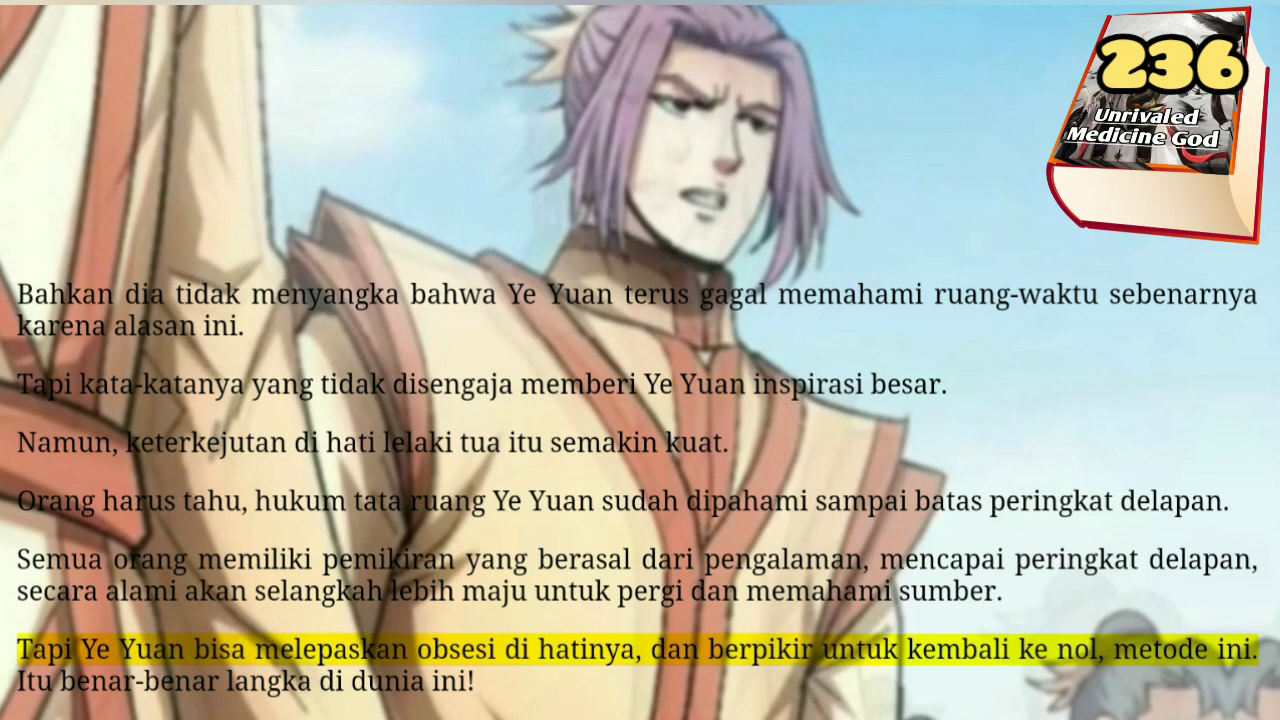 236
Unrivaled
Medicine God
Bahkan dia tidak menyangka bahwa Ye Yuan terus gagal memahami ruang-waktu sebenarnya
karena alasan ini.
Tapi kata-katanya yang tidak disengaja memberi Ye Yuan inspirasi besar.
Namun, keterkejutan di hati lelaki tua itu semakin kuat.
Orang harus tahu, hukum tata ruang Ye Yuan sudah dipahami sampai batas peringkat delapan.
Semua orang memiliki pemikiran yang berasal dari pengalaman, mencapai peringkat delapan,
secara alami akan selangkah lebih maju untuk pergi dan memahami sumber.
Tapi Ye Yuan bisa melepaskan obsesi di hatinya, dan berpikir untuk kembali ke nol, metode ini.
Itu benar-benar langka di dunia ini!